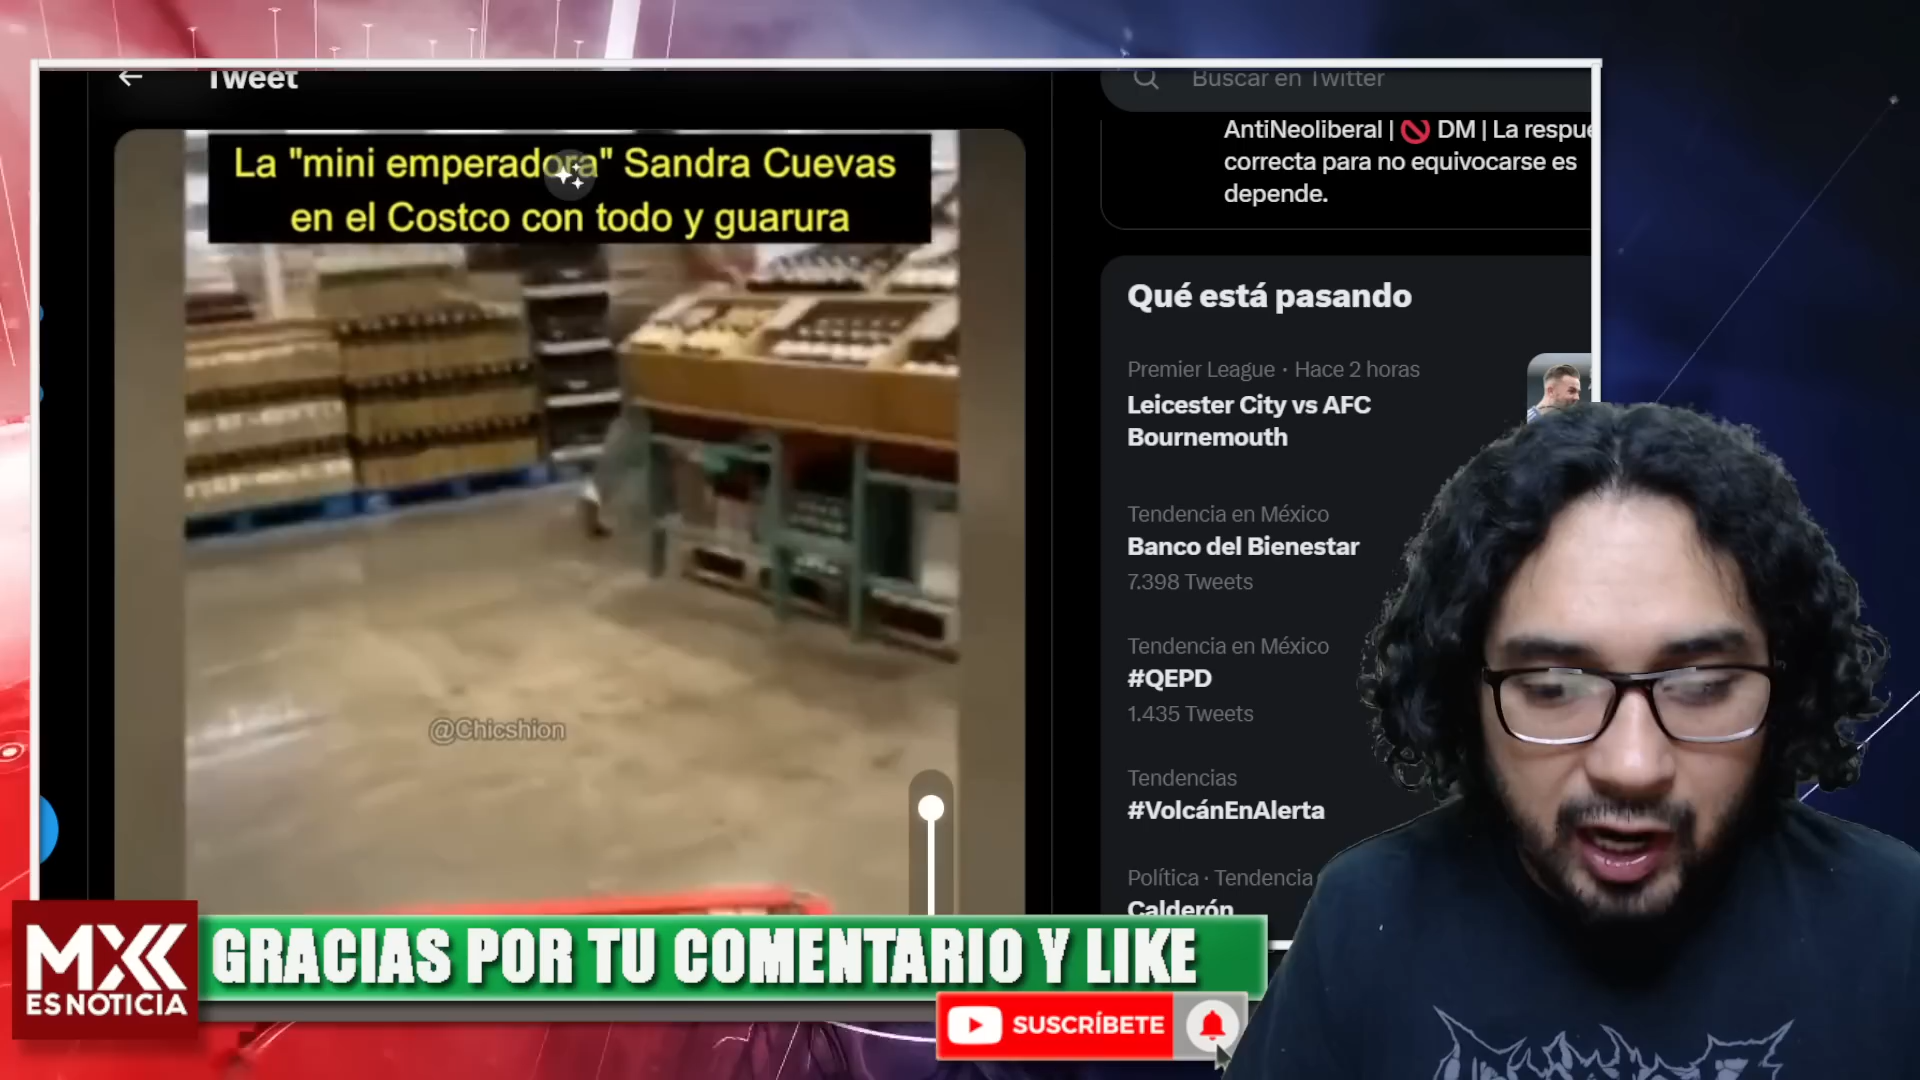 Tweet
Buscar en Twitter
La "mini emperadora" Sandra Cuevas
en el Costco con todo y guarura
@Chicshion
AntiNeoliberal | 🚫 DM | La respue
correcta para no equivocarse es
depende.
Qué está pasando
Premier League · Hace 2 horas
Leicester City vs AFC
Bournemouth
Tendencia en México
Banco del Bienestar
7.398 Tweets
Tendencia en México
#QEPD
1.435 Tweets
Tendencias
#VolcánEnAlerta
Política · Tendencia
Calderón
MX
ES NOTICIA
GRACIAS POR TU COMENTARIO Y LIKE
SUSCRÍBETE